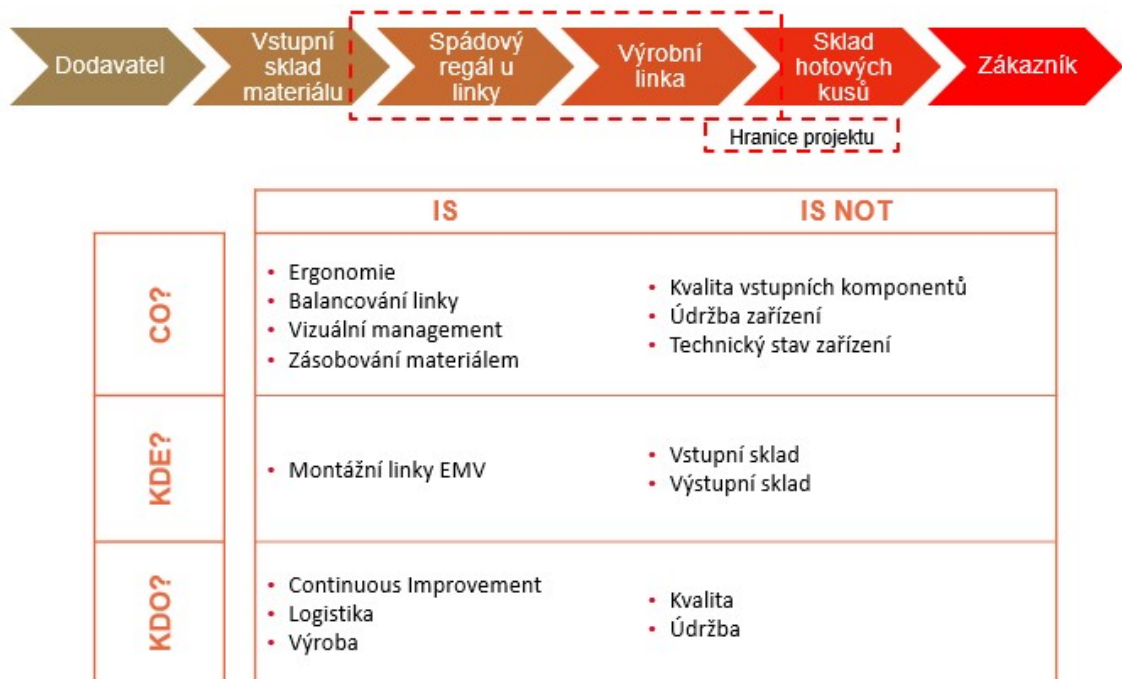 Dodavatel
Vstupní
sklad
materiálu
Spádový
regál u
linky
Výrobní
linka
Sklad
hotových
kusů
Zákazník
Hranice projektu
IS
IS NOT
CO?
• Ergonomie
• Balancování linky
• Vizuální management
• Zásobování materiálem
• Kvalita vstupních komponentů
• Údržba zařízení
• Technický stav zařízení
KDE?
• Montážní linky EMV
• Vstupní sklad
• Výstupní sklad
KDO?
• Continuous Improvement
• Logistika
• Výroba
• Kvalita
• Údržba